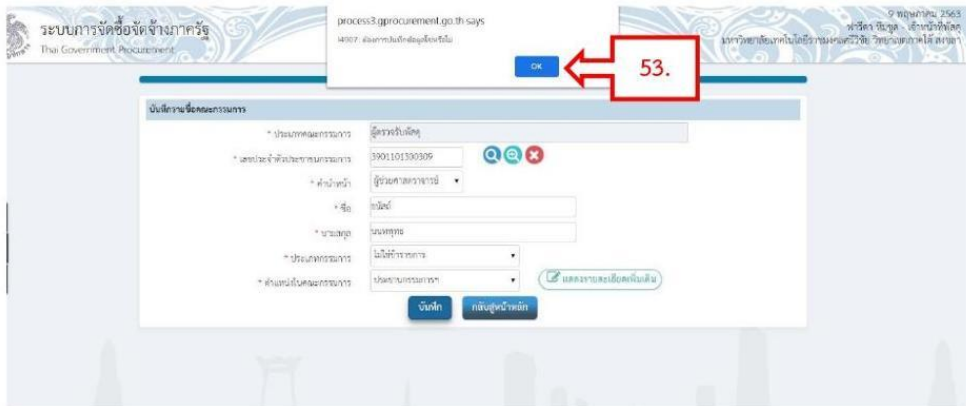 ระบบการจัดซื้อจัดจ้างภาครัฐ
Thai Government Procurement
process3.gprocurement.go.th says
OK
53.
9 พฤษภาคม 2563
บันทึกรายชื่อคณะกรรมการ
* ประเภทคณะกรรมการ ผู้ตรวจรับพัสดุ
* เลขประจำตัวประชาชนกรรมการ 3901101300309
* คำนำหน้า ผู้ช่วยศาสตราจารย์
* ชื่อ
* นามสกุล
* ประเภทกรรมการ ไม่ใช่ข้าราชการ
* ตำแหน่งในคณะกรรมการ ประธานกรรมการฯ แสดงรายละเอียดเพิ่มเติม
บันทึก กลับสู่หน้าหลัก